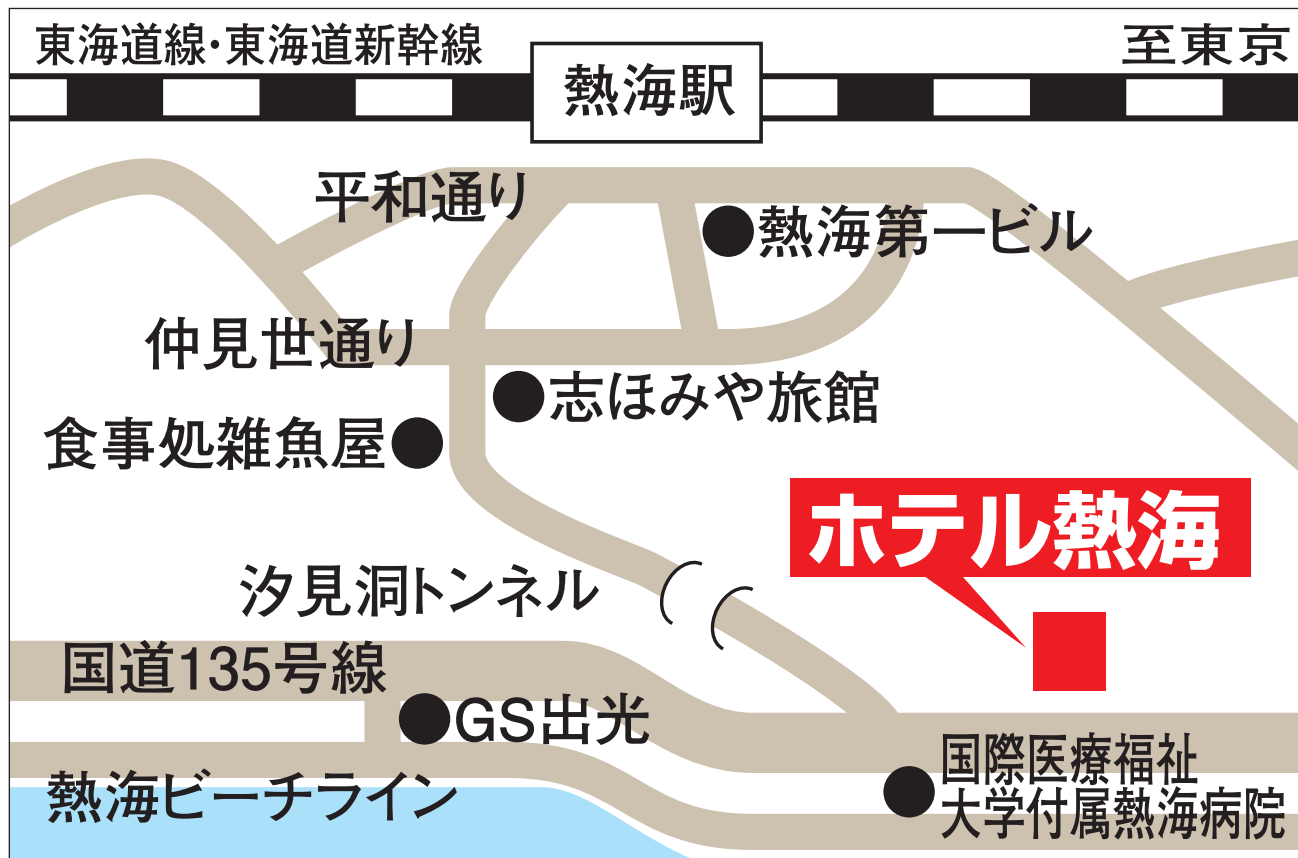 東海道線・東海道新幹線
至東京
熱海駅
平和通り
熱海第一ビル
仲見世通り
志ほみや旅館
食事処雑魚屋
ホテル熱海
汐見洞トンネル
国道135号線
GS出光
国際医療福祉
大学付属熱海病院
熱海ビーチライン